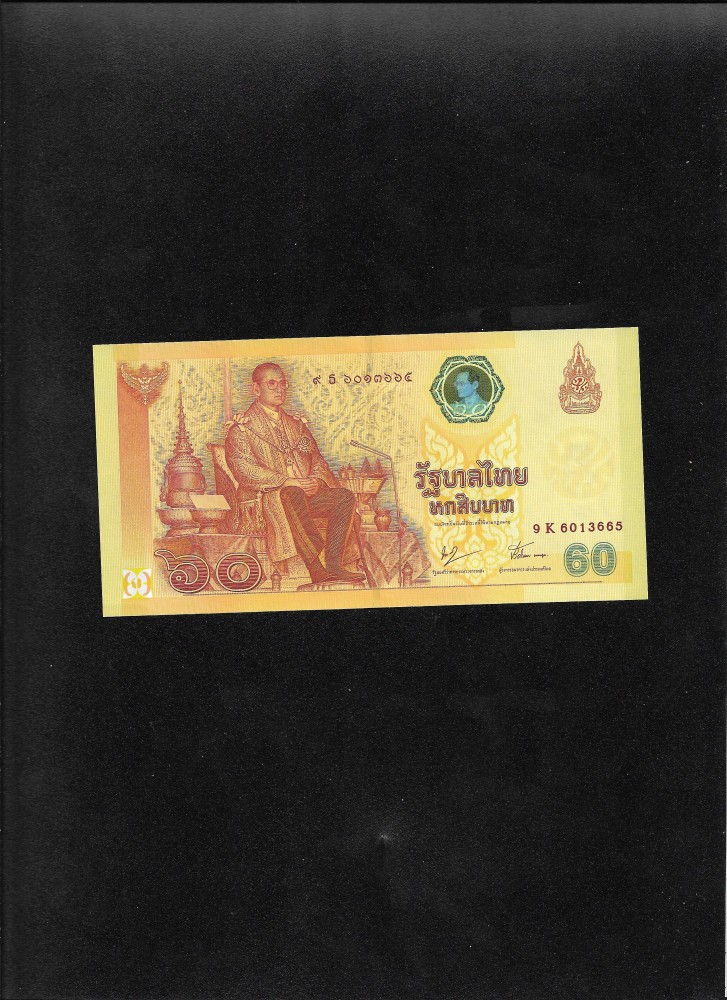 ๙ ธ ๖๐๑๓๖๖๕
รัฐบาลไทย
หกสิบบาท
9 K 6013665
๖๐
60